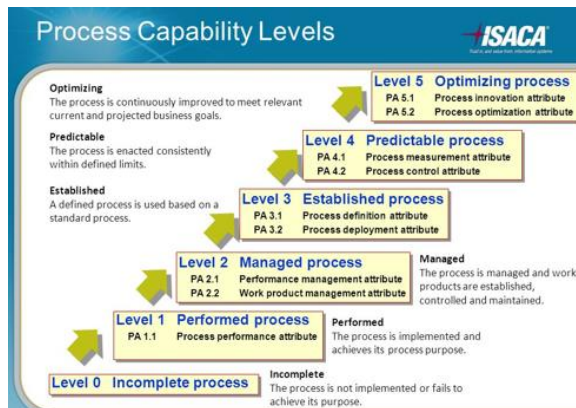 Process Capability Levels
ISACA
Trust in, and value from, information systems
Optimizing
The process is continuously improved to meet relevant
current and projected business goals.
Predictable
The process is enacted consistently
within defined limits.
Established
A defined process is used based on a
standard process.
Level 5 Optimizing process
PA 5.1 Process innovation attribute
PA 5.2 Process optimization attribute
Level 4 Predictable process
PA 4.1 Process measurement attribute
PA 4.2 Process control attribute
Level 3 Established process
PA 3.1 Process definition attribute
PA 3.2 Process deployment attribute
Level 2 Managed process
PA 2.1 Performance management attribute
PA 2.2 Work product management attribute
Managed
The process is managed and work
products are established,
controlled and maintained.
Level 1 Performed process
PA 1.1 Process performance attribute
Performed
The process is implemented and
achieves its process purpose.
Level 0 Incomplete process
Incomplete
The process is not implemented or fails to
achieve its purpose.